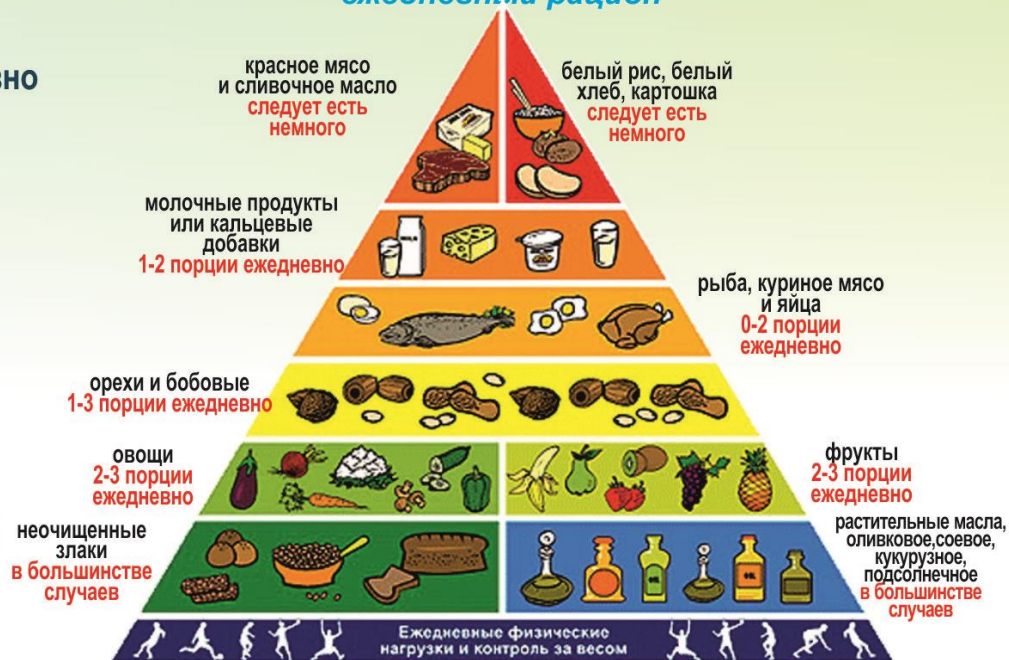 ежедневный рацион
вно
красное мясо
и сливочное масло
следует есть
немного
белый рис, белый
хлеб, картошка
следует есть
немного
молочные продукты
или кальцевые
добавки
1-2 порции ежедневно
рыба, куриное мясо
и яйца
0-2 порции
ежедневно
орехи и бобовые
1-3 порции ежедневно
овощи
2-3 порции
ежедневно
фрукты
2-3 порции
ежедневно
неочищенные
злаки
в большинстве
случаев
растительные масла,
оливковое,соевое,
кукурузное,
подсолнечное
в большинстве
случаев
Ежедневные физические
нагрузки и контроль за весом